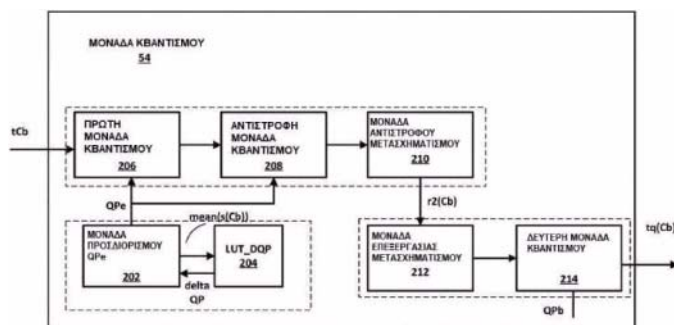 ΜΟΝΑΔΑ ΚΒΑΝΤΙΣΜΟΥ
54
tCb
ΠΡΩΤΗ
ΜΟΝΑΔΑ
ΚΒΑΝΤΙΣΜΟΥ
206
ΑΝΤΙΣΤΡΟΦΗ
ΜΟΝΑΔΑ
ΚΒΑΝΤΙΣΜΟΥ
208
ΜΟΝΑΔΑ
ΑΝΤΙΣΤΡΟΦΟΥ
ΜΕΤΑΣΧΗΜΑΤΙΣΜΟΥ
210
QPe
mean(s(Cb))
r2(Cb)
ΜΟΝΑΔΑ
ΠΡΟΣΔΙΟΡΙΣΜΟΥ
QPe
202
LUT_DQP
204
delta
QP
ΜΟΝΑΔΑ
ΕΠΕΞΕΡΓΑΣΙΑΣ
ΜΕΤΑΣΧΗΜΑΤΙΣΜΟΥ
212
ΔΕΥΤΕΡΗ ΜΟΝΑΔΑ
ΚΒΑΝΤΙΣΜΟΥ
214
tq(Cb)
QPb